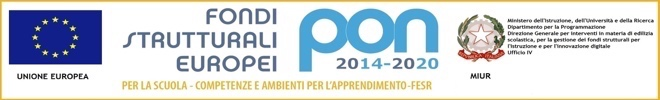 UNIONE EUROPEA
FONDI
STRUTTURALI
EUROPEI
pon
2014-2020
PER LA SCUOLA - COMPETENZE E AMBIENTI PER L'APPRENDIMENTO-FESR
MIUR
Ministero dell'Istruzione, dell'Università e della Ricerca
Dipartimento per la Programmazione
Direzione Generale per interventi in materia di edilizia
scolastica, per la gestione dei fondi strutturali per
l'istruzione e per l'innovazione digitale
Ufficio IV